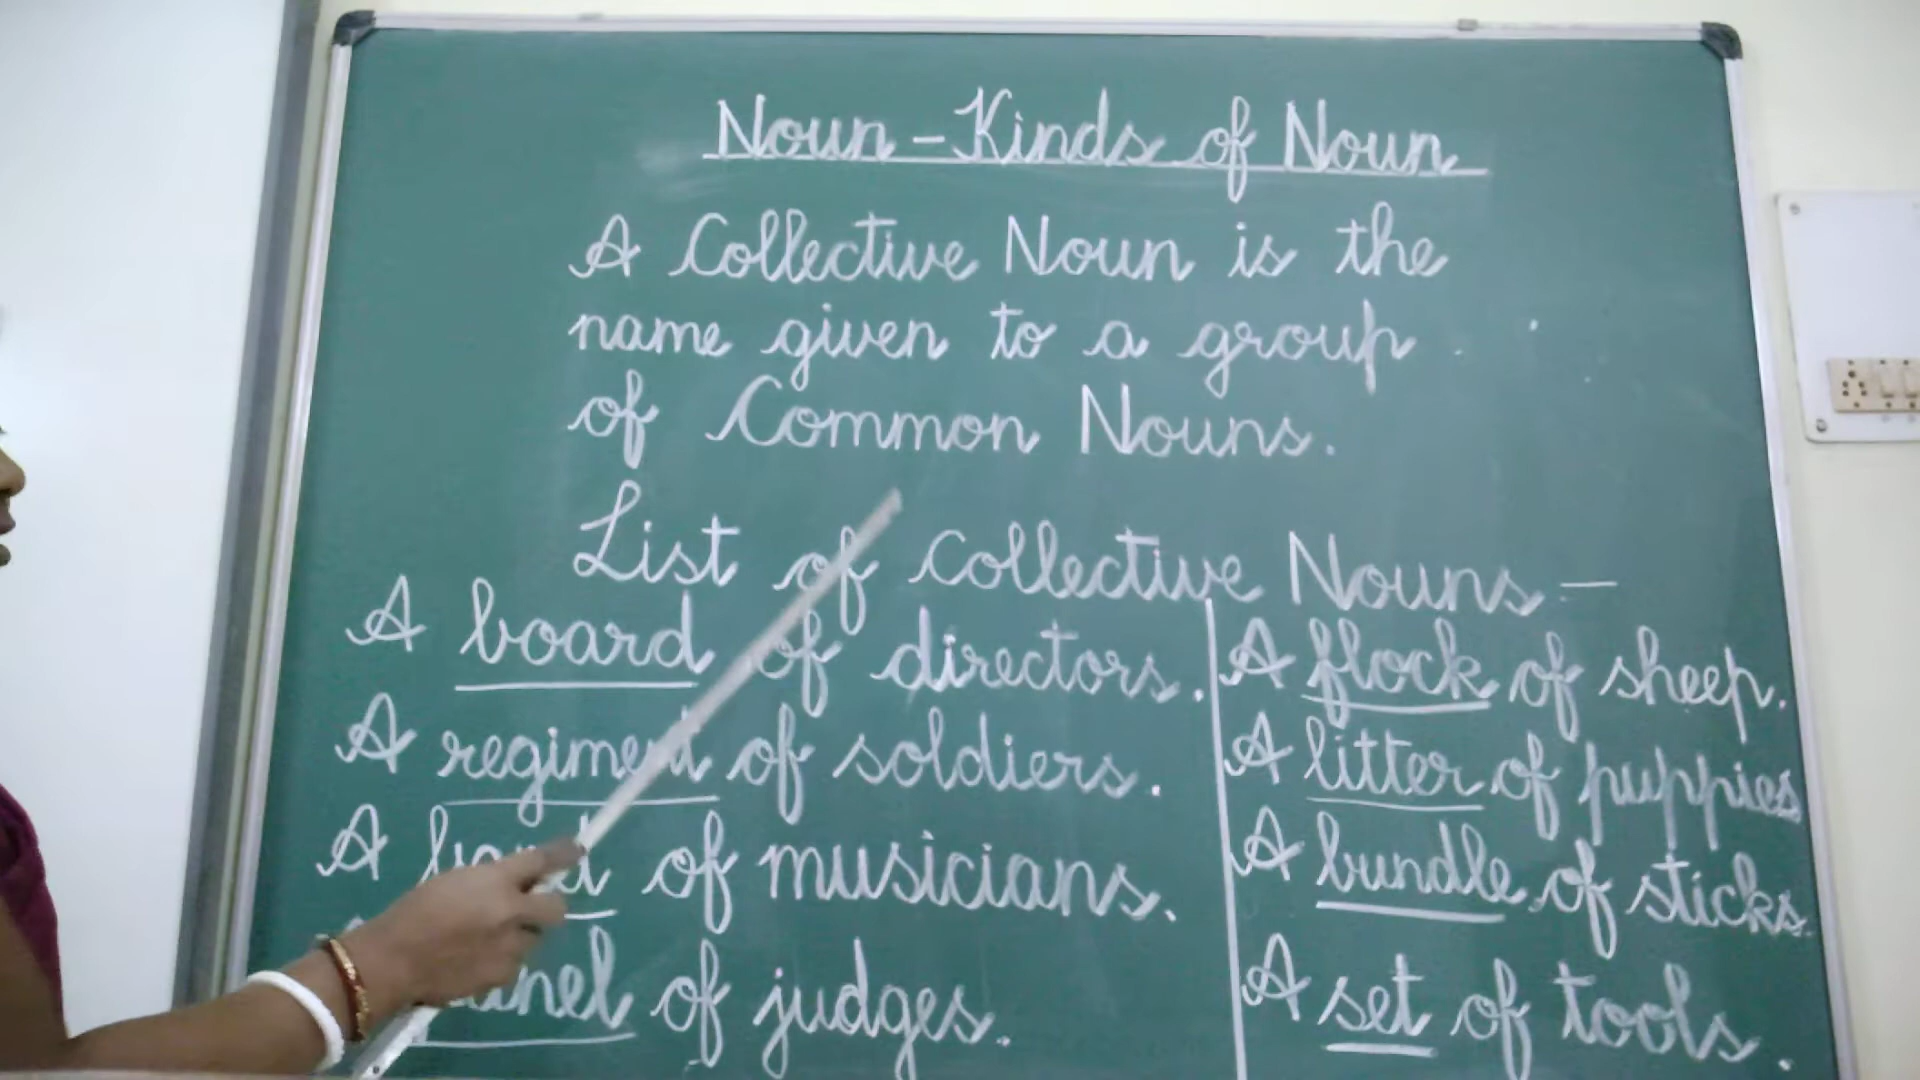 Noun - Kinds of Noun
A Collective Noun is the
name given to a group
of Common Nouns.
List of Collective Nouns -
A board of directors.
A regiment of soldiers.
A band of musicians.
of judges.
A flock of sheep.
A litter of puppies
A bundle of sticks.
A set of tools.